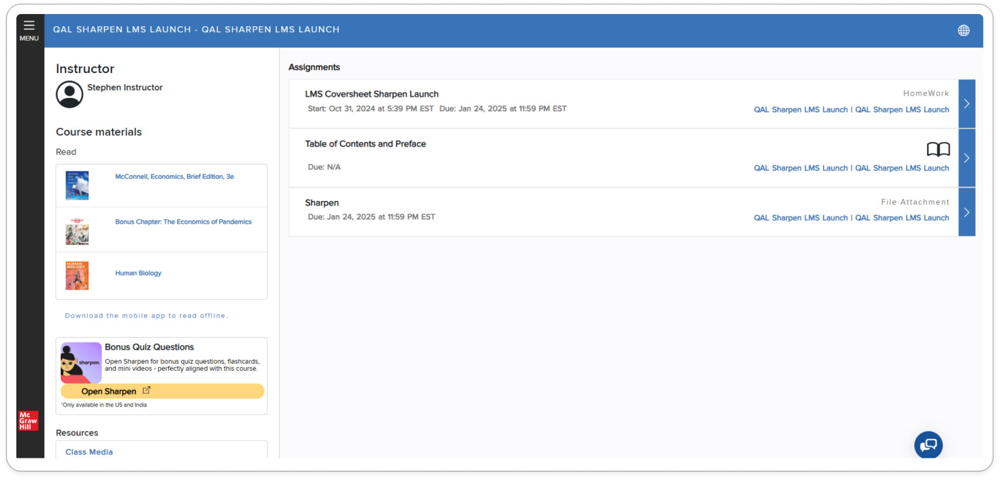 MENU
QAL SHARPEN LMS LAUNCH - QAL SHARPEN LMS LAUNCH
Instructor
Stephen Instructor
Course materials
Read
McConnell, Economics, Brief Edition, 3e
Bonus Chapter: The Economics of Pandemics
HUMAN
BIOLOGY
Human Biology
Download the mobile app to read offline.
sharpen.
Bonus Quiz Questions
Open Sharpen for bonus quiz questions, flashcards,
and mini videos - perfectly aligned with this course.
Open Sharpen
*Only available in the US and India
Mc
Graw
Hill
Resources
Class Media
Assignments
LMS Coversheet Sharpen Launch
HomeWork
Start: Oct 31, 2024 at 5:39 PM EST Due: Jan 24, 2025 at 11:59 PM EST
QAL Sharpen LMS Launch | QAL Sharpen LMS Launch
Table of Contents and Preface
Due: N/A
QAL Sharpen LMS Launch | QAL Sharpen LMS Launch
Sharpen
File Attachment
Due: Jan 24, 2025 at 11:59 PM EST
QAL Sharpen LMS Launch | QAL Sharpen LMS Launch